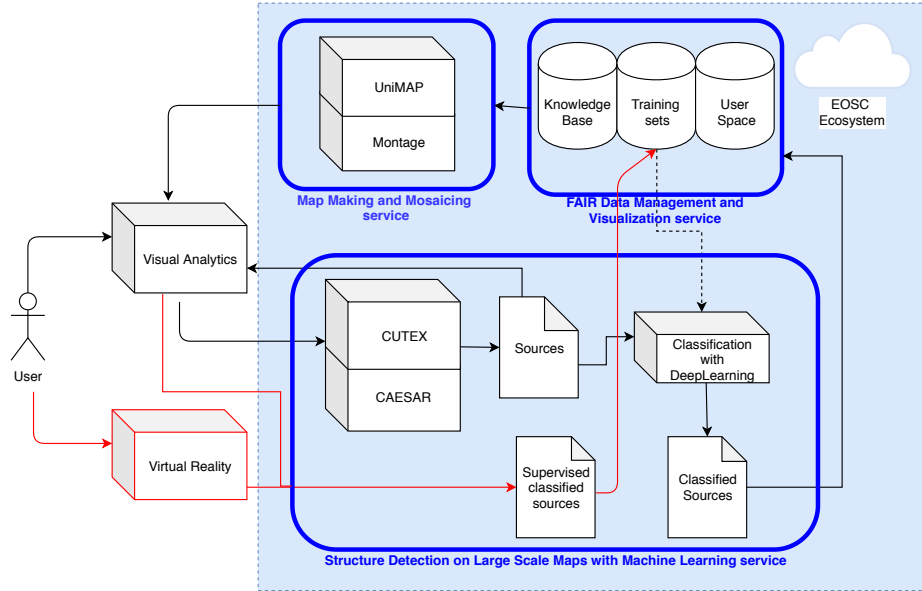 UniMAP
Montage
Map Making and Mosaicing
service
Knowledge
Base
Training
sets
User
Space
FAIR Data Management and
Visualization service
EOSC
Ecosystem
Visual Analytics
User
Virtual Reality
CUTEX
CAESAR
Sources
Classification
with
DeepLearning
Supervised
classified
sources
Classified
Sources
Structure Detection on Large Scale Maps with Machine Learning service